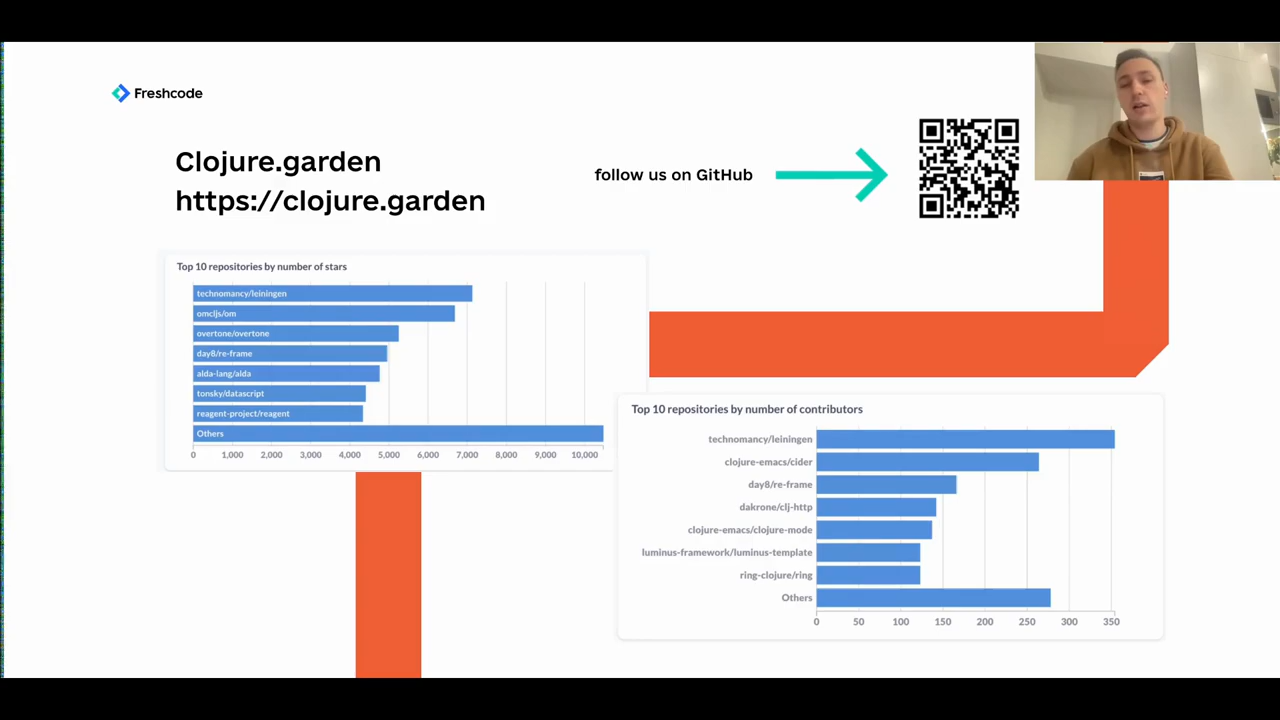 Freshcode
Clojure.garden
https://clojure.garden
follow us on GitHub
Top 10 repositories by number of stars
technomancy/leiningen
omcljs/om
overtone/overtone
day8/re-frame
alda-lang/alda
tonsky/datascript
reagent-project/reagent
Others
0 1,000 2,000 3,000 4,000 5,000 6,000 7,000 8,000 9,000 10,000
Top 10 repositories by number of contributors
technomancy/leiningen
clojure-emacs/cider
day8/re-frame
dakrone/clj-http
clojure-emacs/clojure-mode
luminus-framework/luminus-template
ring-clojure/ring
Others
0 50 100 150 200 250 300 350